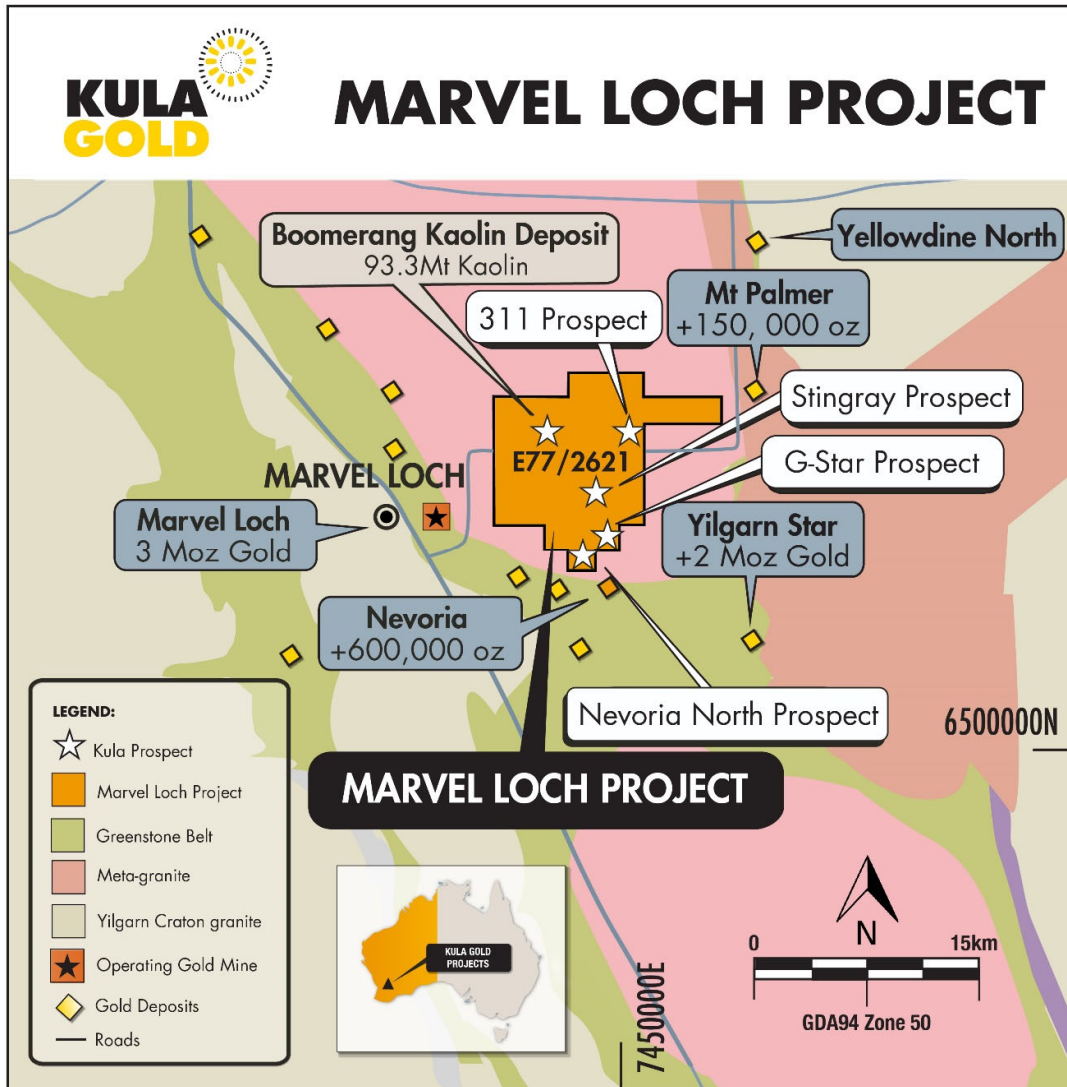 KULA
GOLD
MARVEL LOCH PROJECT
Boomerang Kaolin Deposit
93.3Mt Kaolin
311 Prospect
Yellowdine North
Mt Palmer
+150, 000 oz
Stingray Prospect
G-Star Prospect
E77/2621
MARVEL LOCH
Marvel Loch
3 Moz Gold
Yilgarn Star
+2 Moz Gold
Nevoria
+600,000 oz
Nevoria North Prospect
6500000N
MARVEL LOCH PROJECT
LEGEND:
Kula Prospect
Marvel Loch Project
Greenstone Belt
Meta-granite
Yilgarn Craton granite
Operating Gold Mine
Gold Deposits
Roads
KULA GOLD
PROJECTS
7450000E
N
0 15km
GDA94 Zone 50